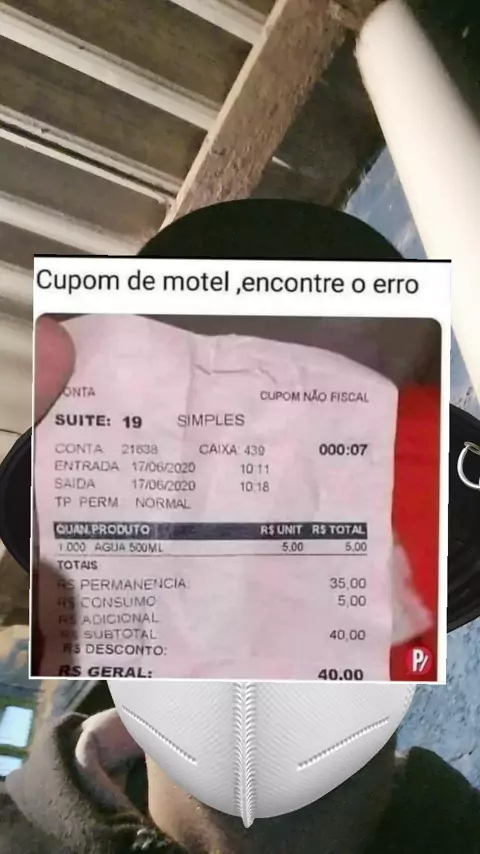 Cupom de motel ,encontre o erro
CONTA CUPOM NÃO FISCAL
SUITE: 19 SIMPLES
CONTA 21638 CAIXA: 439 000:07
ENTRADA 17/06/2020 10:11
SAIDA 17/06/2020 10:18
TP PERM NORMAL
QUAN.PRODUTO R$ UNIT R$ TOTAL
1.000 AGUA 500ML 5,00 5,00
TOTAIS
R$ PERMANENCIA 35,00
R$ CONSUMO 5,00
R$ ADICIONAL
R$ SUBTOTAL 40,00
R$ DESCONTO:
R$ GERAL: 40,00
P/